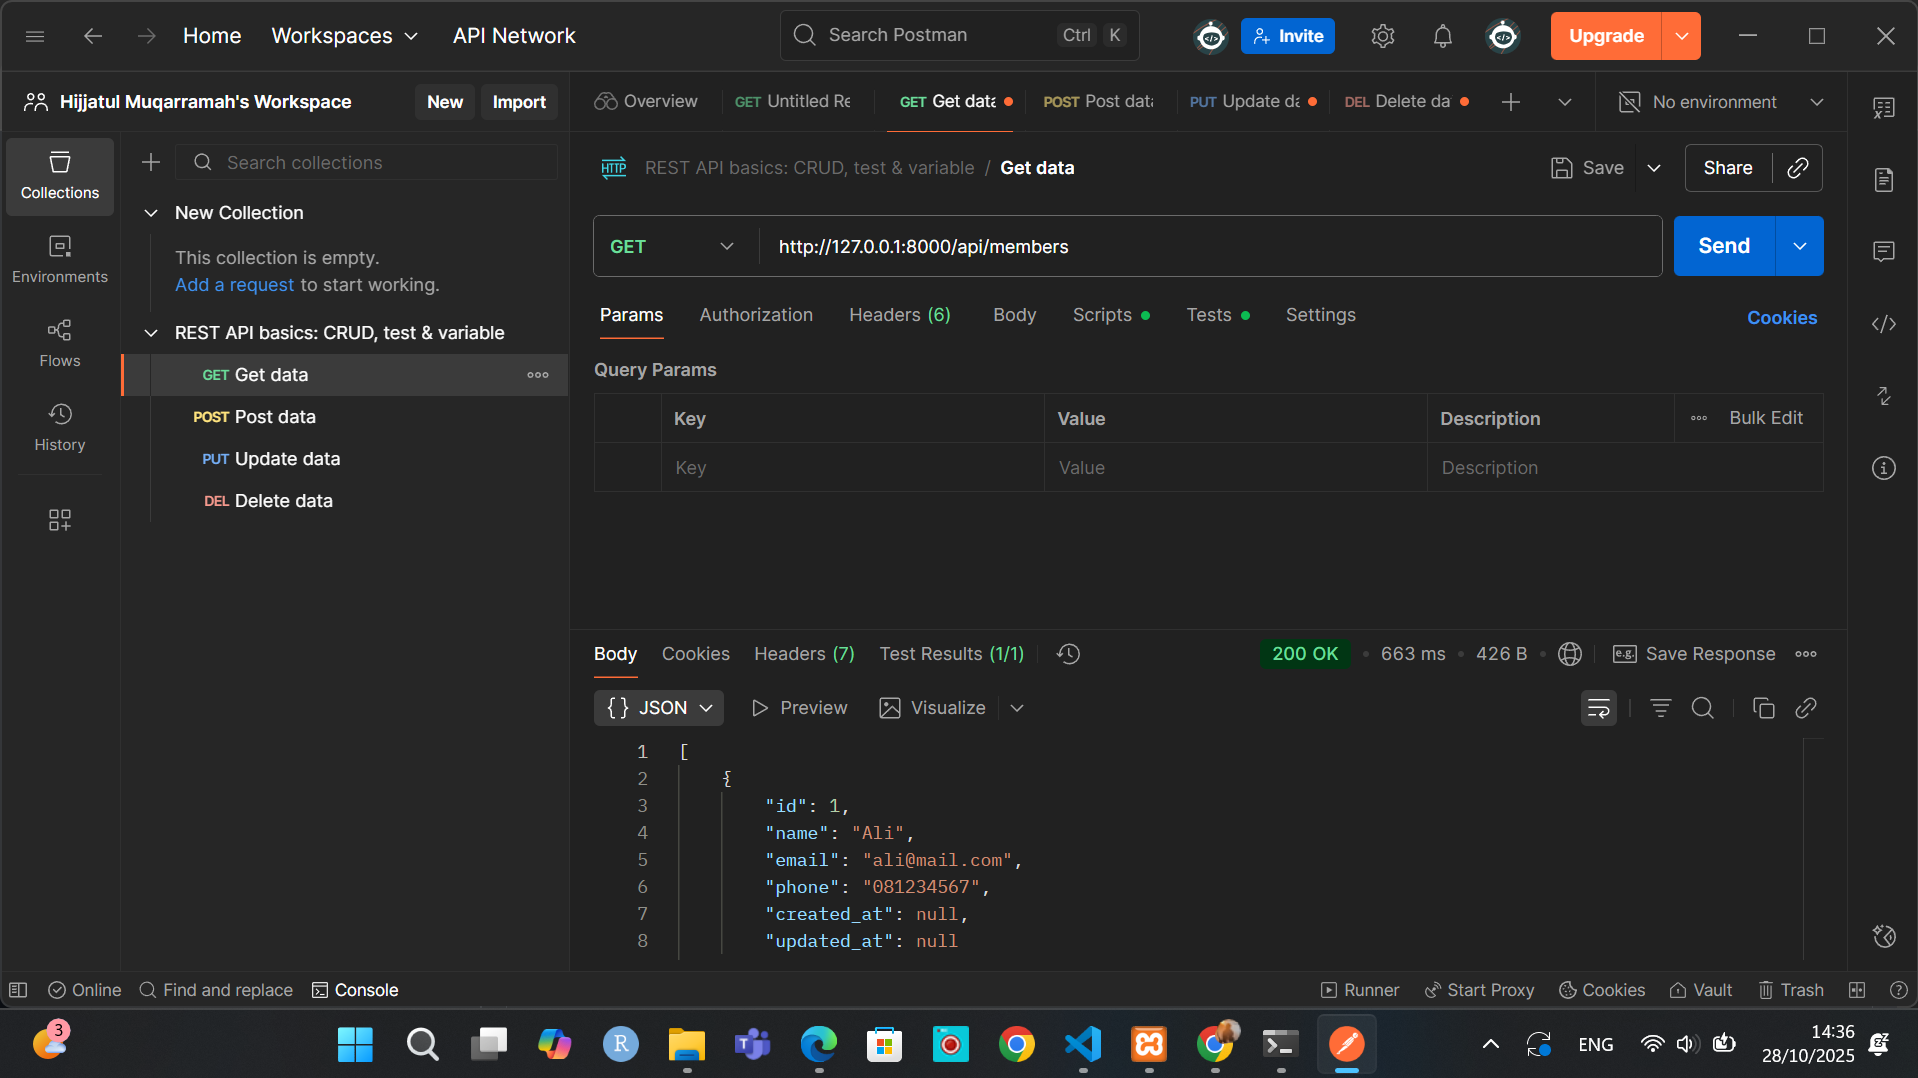 Home Workspaces API Network
Search Postman Ctrl K
Invite
Upgrade
Hijjatul Muqarramah's Workspace
New Import
Overview GET Untitled Re GET Get data POST Post data PUT Update da DEL Delete da
No environment
Collections
Environments
Flows
History
Search collections
New Collection
This collection is empty.
Add a request to start working.
REST API basics: CRUD, test & variable
GET Get data
POST Post data
PUT Update data
DEL Delete data
HTTP REST API basics: CRUD, test & variable / Get data
Save Share
GET http://127.0.0.1:8000/api/members
Send
Params Authorization Headers (6) Body Scripts Tests Settings
Cookies
Query Params
Key Value Description Bulk Edit
Key Value Description
Body Cookies Headers (7) Test Results (1/1)
200 OK • 663 ms • 426 B • e.g. Save Response
{} JSON Preview Visualize
1 [
2 {
3 "id": 1,
4 "name": "Ali",
5 "email": "ali@mail.com",
6 "phone": "081234567",
7 "created_at": null,
8 "updated_at": null
Online Find and replace Console
Runner Start Proxy Cookies Vault Trash
3
R
ENG
14:36
28/10/2025